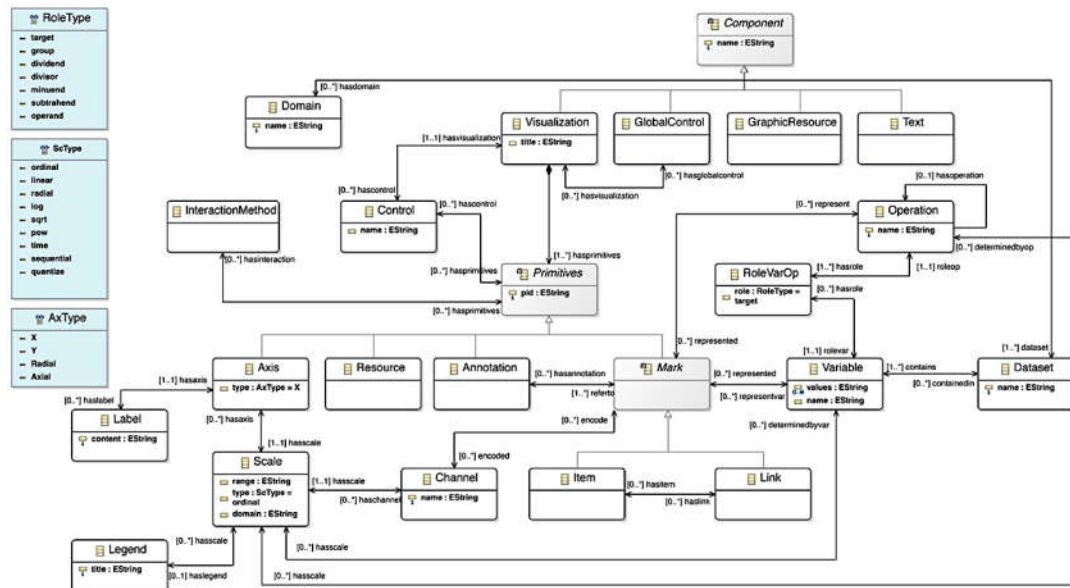 RoleType
target
group
dividend
divisor
minuend
subtrahend
operand
ScType
ordinal
linear
radial
log
sqrt
pow
time
sequential
quantize
AxType
X
Y
Radial
Axial
Component
name : EString
[0..*] hasdomain
Domain
name : EString
Visualization
title : EString
GlobalControl
GraphicResource
Text
[1..1] hasvisualization
[0..*] hasglobalcontrol
[0..*] hasvisualization
[0..1] hasoperation
[0..*] hascontrol
[0..*] hascontrol
InteractionMethod
Control
name : EString
[0..*] represent
Operation
name : EString
[0..*] determinedbyop
[0..*] hasinteraction
[0..*] hasprimitives
[1..*] hasprimitives
[1..*] hasrole
[1..1] roleop
Primitives
pid : EString
[0..*] hasprimitives
RoleVarOp
role : RoleType =
target
[0..*] hasrole
[0..*] represented
[1..1] rolevar
[1..*] dataset
Axis
type : AxType = X
Resource
Annotation
Mark
Variable
values : EString
name : EString
Dataset
name : EString
[1..1] hasaxis
[0..*] hasannotation
[1..*] referto
[0..*] represented
[0..*] representvar
[1..*] contains
[0..*] containedin
[0..*] haslabel
Label
content : EString
[0..*] hasaxis
[0..*] encode
[0..*] determinedbyvar
[1..1] hasscale
[0..*] encoded
Scale
range : EString
type : ScType =
ordinal
domain : EString
[1..1] hasscale
[0..*] haschannel
Channel
name : EString
Item
[0..*] hasitem
[0..*] haslink
Link
Legend
title : EString
[0..*] hasscale
[0..1] haslegend
[0..*] hasscale
[0..*] hasscale